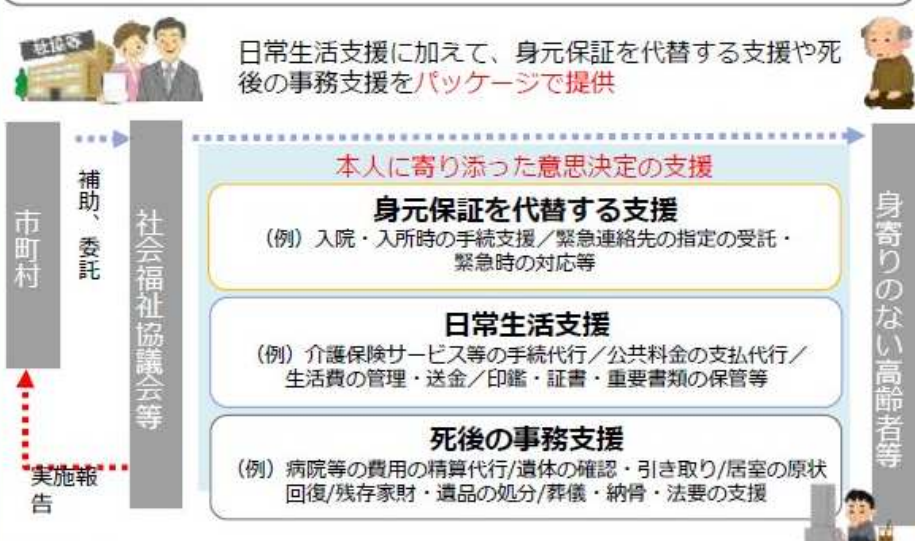 社協等
日常生活支援に加えて、身元保証を代替する支援や死
後の事務支援をパッケージで提供
市町村
補助、委託
社会福祉協議会等
本人に寄り添った意思決定の支援
身元保証を代替する支援
(例）入院・入所時の手続支援／緊急連絡先の指定の受託・
緊急時の対応等
日常生活支援
(例）介護保険サービス等の手続代行／公共料金の支払代行／
生活費の管理・送金／印鑑・証書・重要書類の保管等
死後の事務支援
(例）病院等の費用の精算代行/遺体の確認・引き取り/居室の原状
回復/残存家財・遺品の処分/葬儀・納骨・法要の支援
身寄りのない高齢者等
実施報
告